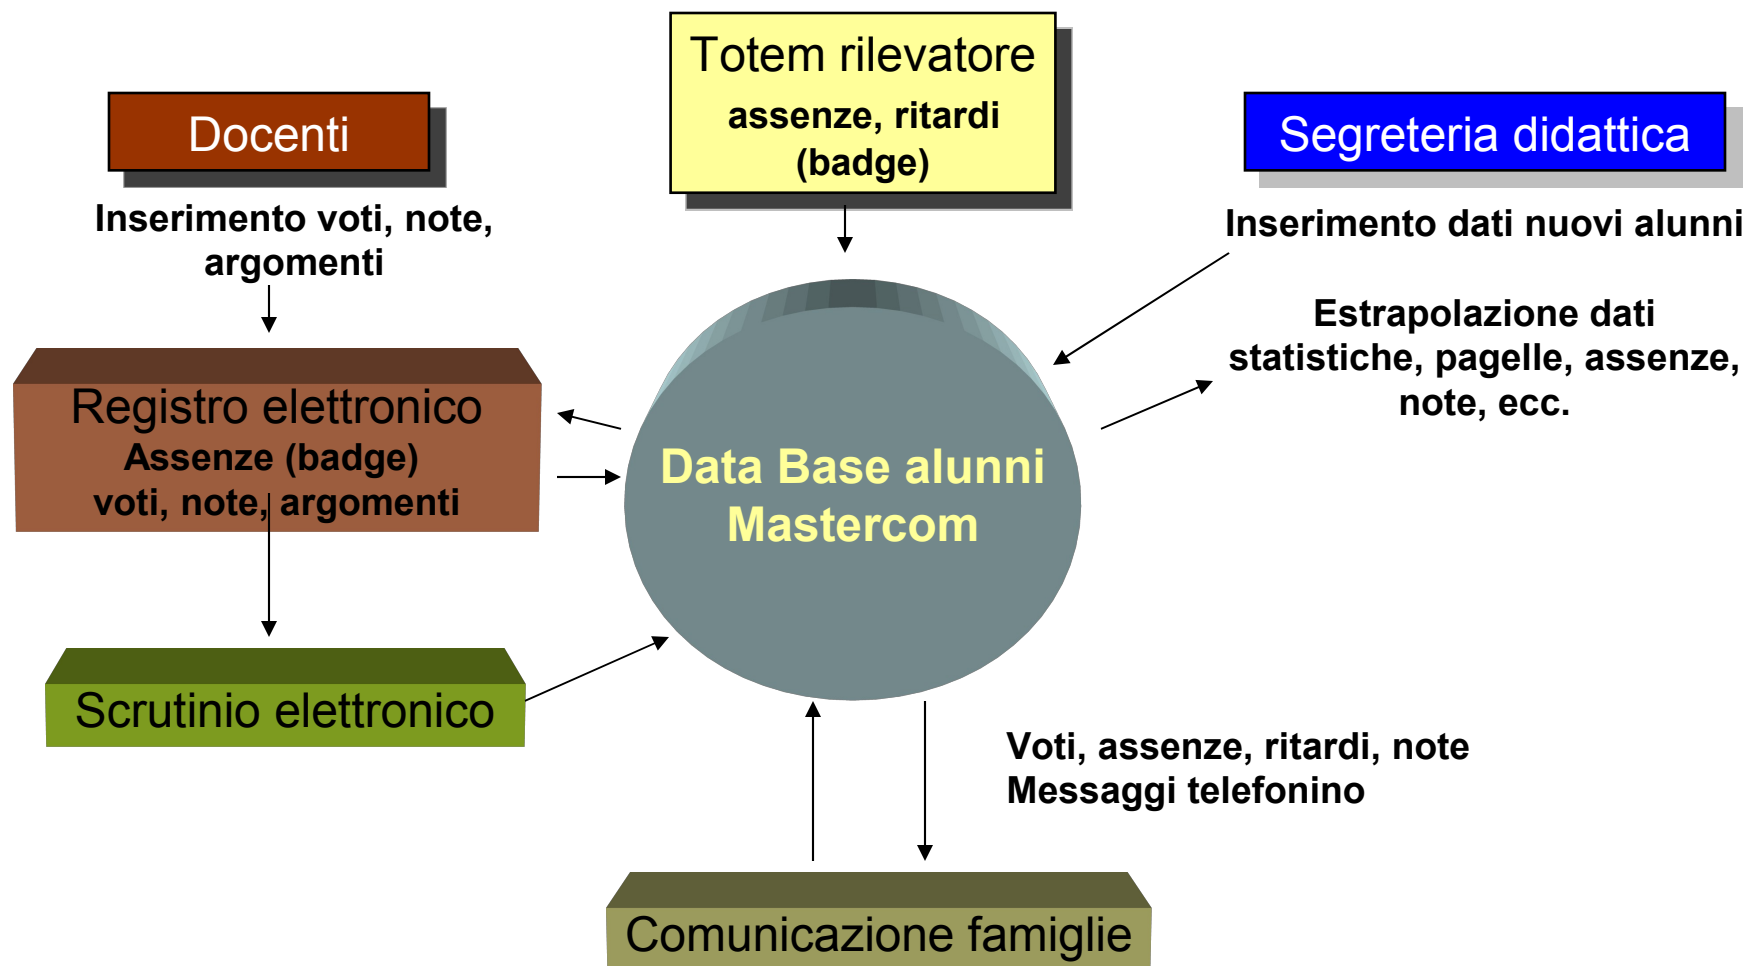 Totem rilevatore
assenze, ritardi
(badge)
Docenti
Segreteria didattica
Inserimento voti, note,
argomenti
Inserimento dati nuovi alunni
Estrapolazione dati
statistiche, pagelle, assenze,
note, ecc.
Registro elettronico
Assenze (badge)
voti, note, argomenti
Data Base alunni
Mastercom
Scrutinio elettronico
Voti, assenze, ritardi, note
Messaggi telefonino
Comunicazione famiglie